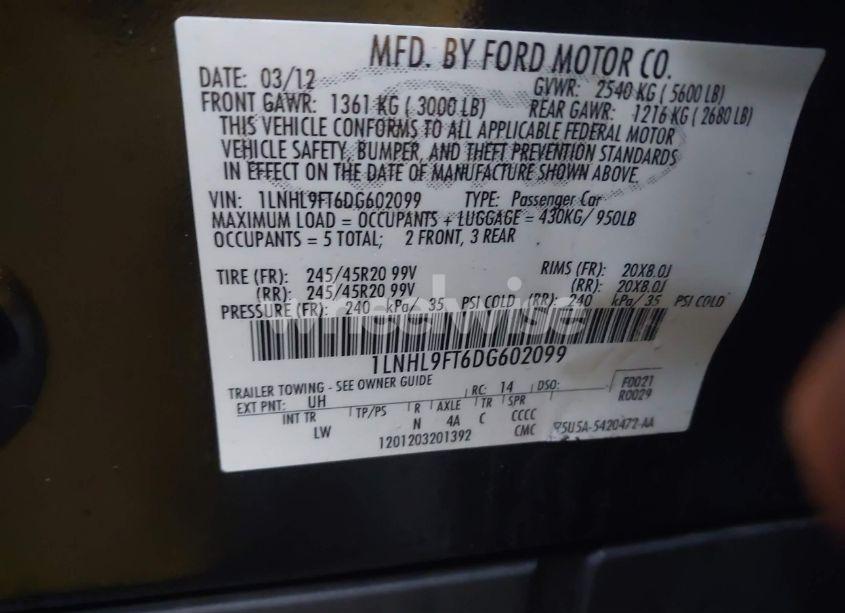 MFD. BY FORD MOTOR CO.
DATE: 03/12 GVWR: 2540 KG ( 5600 LB)
FRONT GAWR: 1361 KG ( 3000 LB) REAR GAWR: 1216 KG ( 2680 LB)
THIS VEHICLE CONFORMS TO ALL APPLICABLE FEDERAL MOTOR
VEHICLE SAFETY, BUMPER, AND THEFT PREVENTION STANDARDS
IN EFFECT ON THE DATE OF MANUFACTURE SHOWN ABOVE.
VIN: 1LNHL9FT6DG602099 TYPE: Passenger Car
MAXIMUM LOAD = OCCUPANTS + LUGGAGE = 430KG/ 950LB
OCCUPANTS = 5 TOTAL; 2 FRONT, 3 REAR
TIRE (FR): 245/45R20 99V RIMS (FR): 20X8.0J
(RR): 245/45R20 99V (RR): 20X8.0J
PRESSURE (FR): 240 kPa/ 35 PSI COLD (RR): 240 kPa/ 35 PSI COLD
wheelwise
1LNHL9FT6DG602099
TRAILER TOWING - SEE OWNER GUIDE RC: 14 DSO: F0021
EXT PNT: UH R0029
INT TR TP/PS R AXLE TR SPR
LW N 4A C CCCC
1201203201392 CMC 5U5A-5420472-AA